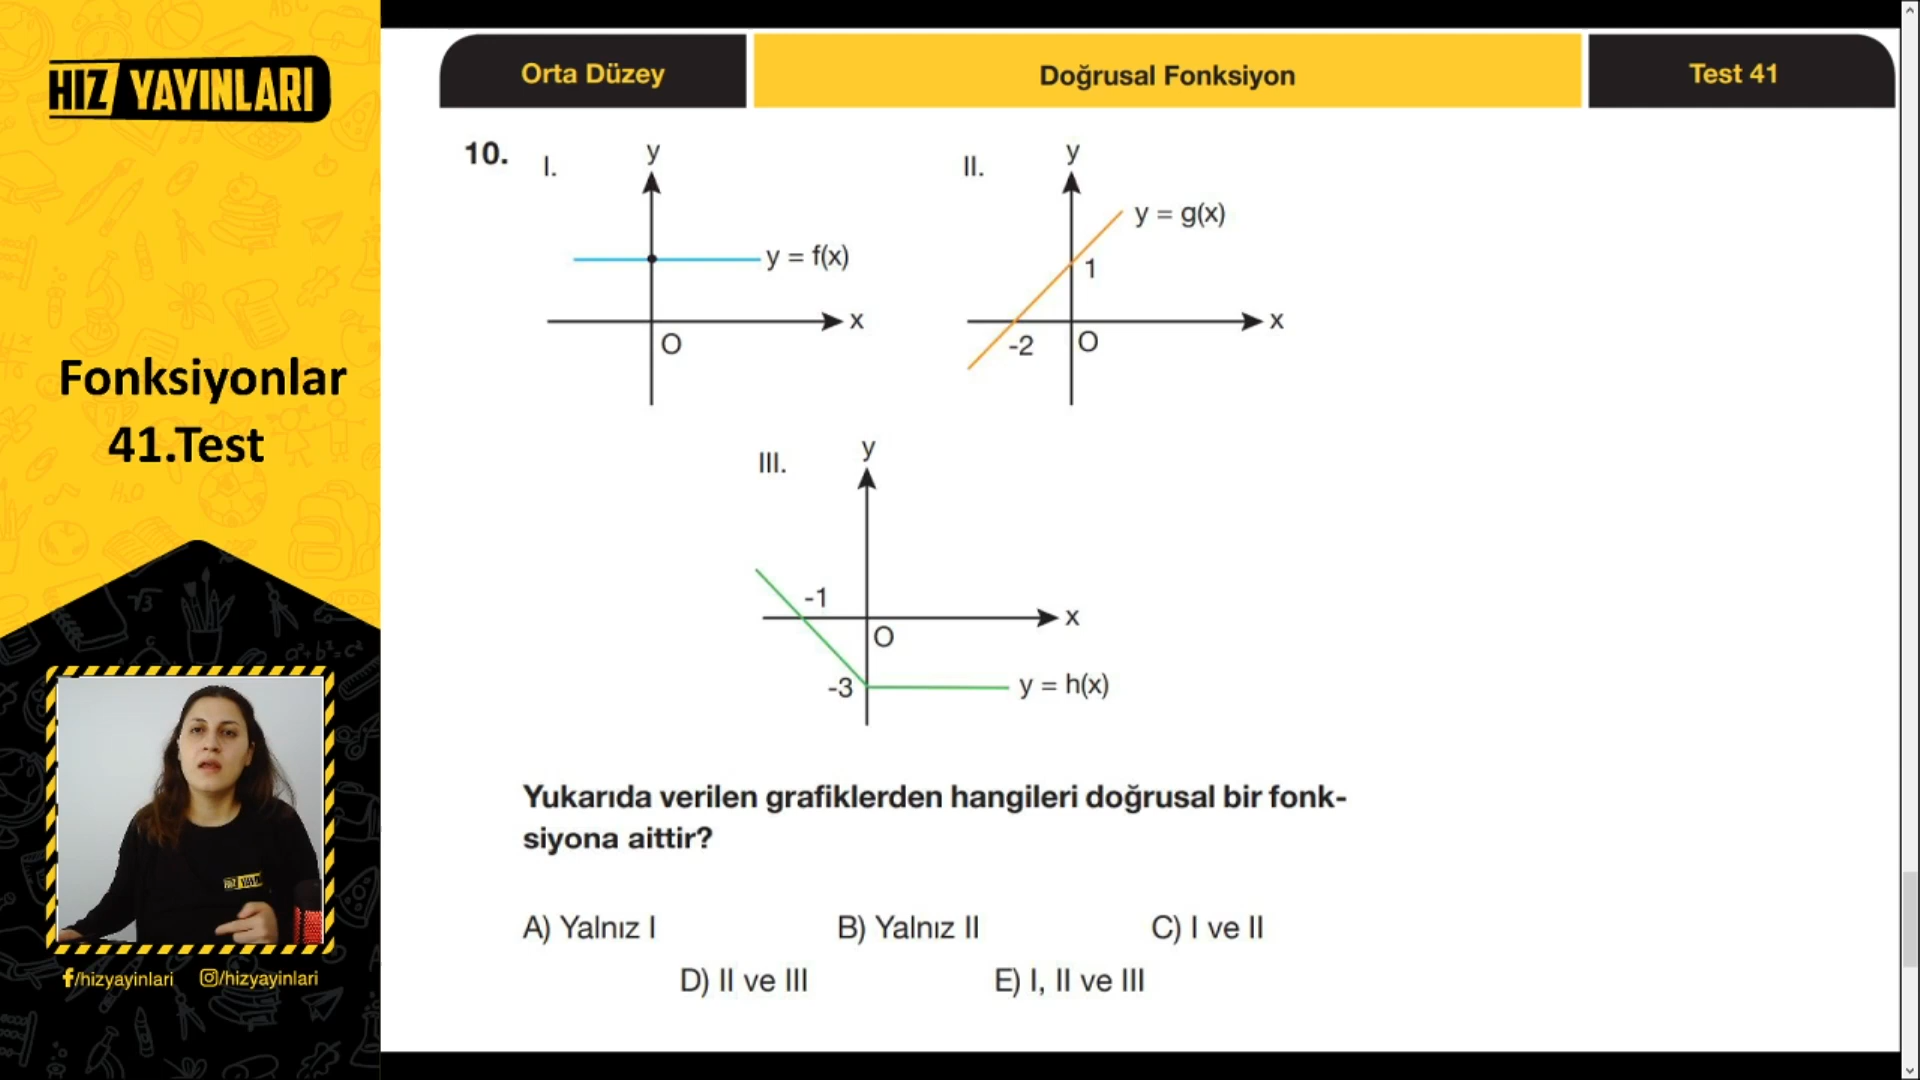 HIZ YAYINLARI
Fonksiyonlar
41.Test
f/hizyayinlari /hizyayinlari
Orta Düzey
Doğrusal Fonksiyon
Test 41
10.
I.
y
y = f(x)
x
O
II.
y
y = g(x)
1
x
-2
O
III.
y
-1
x
O
-3
y = h(x)
Yukarıda verilen grafiklerden hangileri doğrusal bir fonk-
siyona aittir?
A) Yalnız I B) Yalnız II C) I ve II
D) II ve III E) I, II ve III